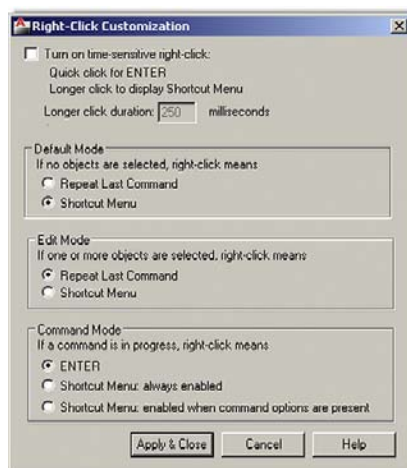 Right-Click Customization
Turn on time-sensitive right-click:
Quick click for ENTER
Longer click to display Shortcut Menu
Longer click duration: 250 milliseconds
Default Mode
If no objects are selected, right-click means
Repeat Last Command
Shortcut Menu
Edit Mode
If one or more objects are selected, right-click means
Repeat Last Command
Shortcut Menu
Command Mode
If a command is in progress, right-click means
ENTER
Shortcut Menu: always enabled
Shortcut Menu: enabled when command options are present
Apply & Close Cancel Help